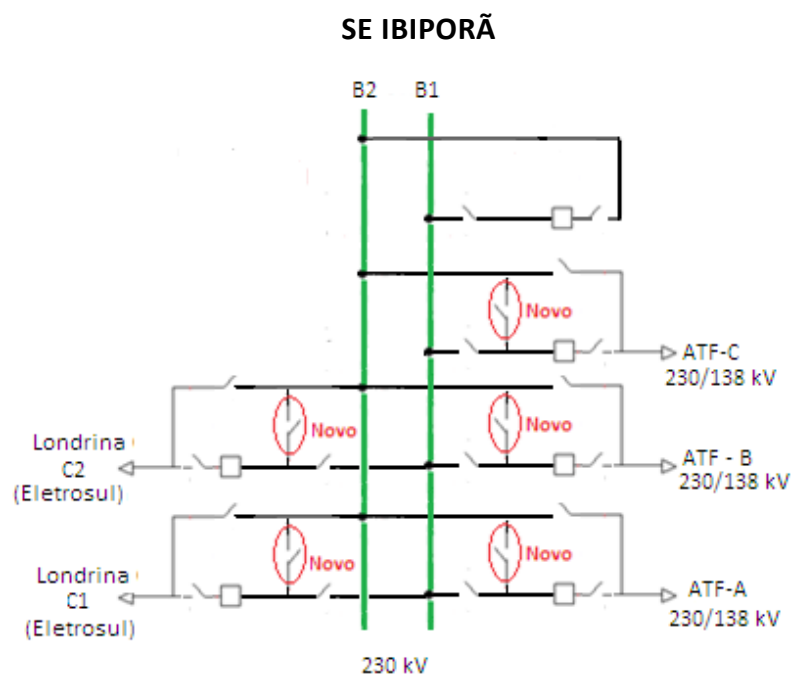 SE IBIPORÃ
B2 B1
Novo
ATF-C
230/138 kV
Novo
Novo
Londrina
C2
(Eletrosul)
ATF - B
230/138 kV
Novo
Novo
Londrina
C1
(Eletrosul)
ATF-A
230/138 kV
230 kV